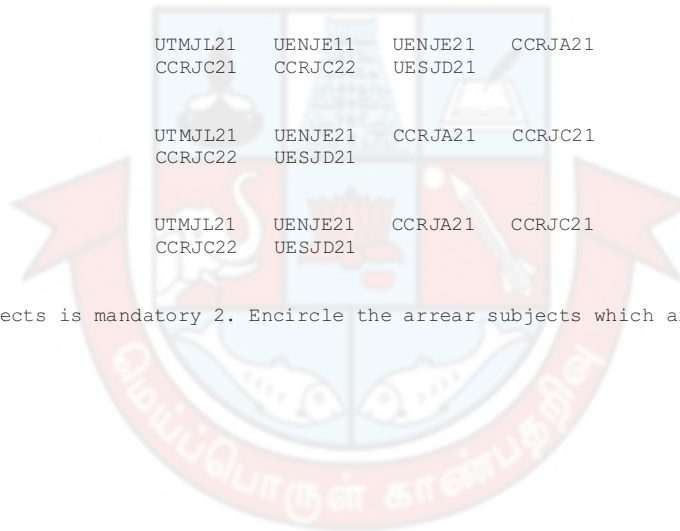 UTMJL21 UENJE11 UENJE21 CCRJA21
CCRJC21 CCRJC22 UESJD21
UTMJL21 UENJE21 CCRJA21 CCRJC21
CCRJC22 UESJD21
UTMJL21 UENJE21 CCRJA21 CCRJC21
CCRJC22 UESJD21
ects is mandatory 2. Encircle the arrear subjects which a
மெய்ப்பொருள் காண்பதறிவு